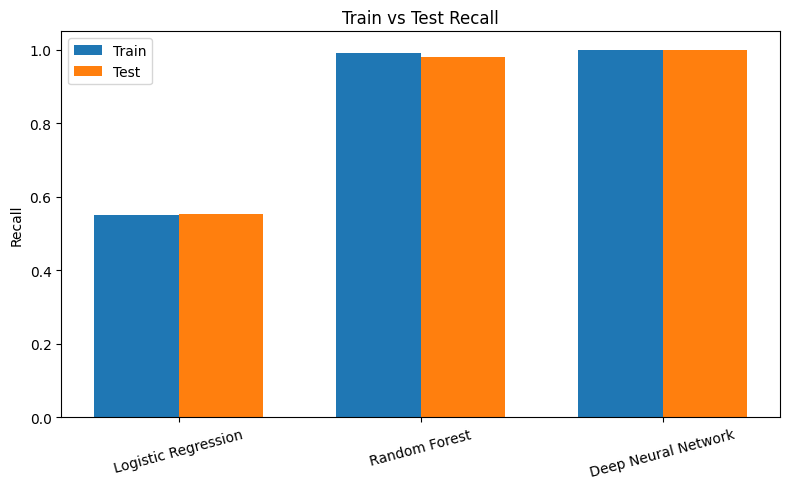 Train vs Test Recall
Train
Test
1.0
0.8
0.6
0.4
0.2
0.0
Recall
Logistic Regression
Random Forest
Deep Neural Network